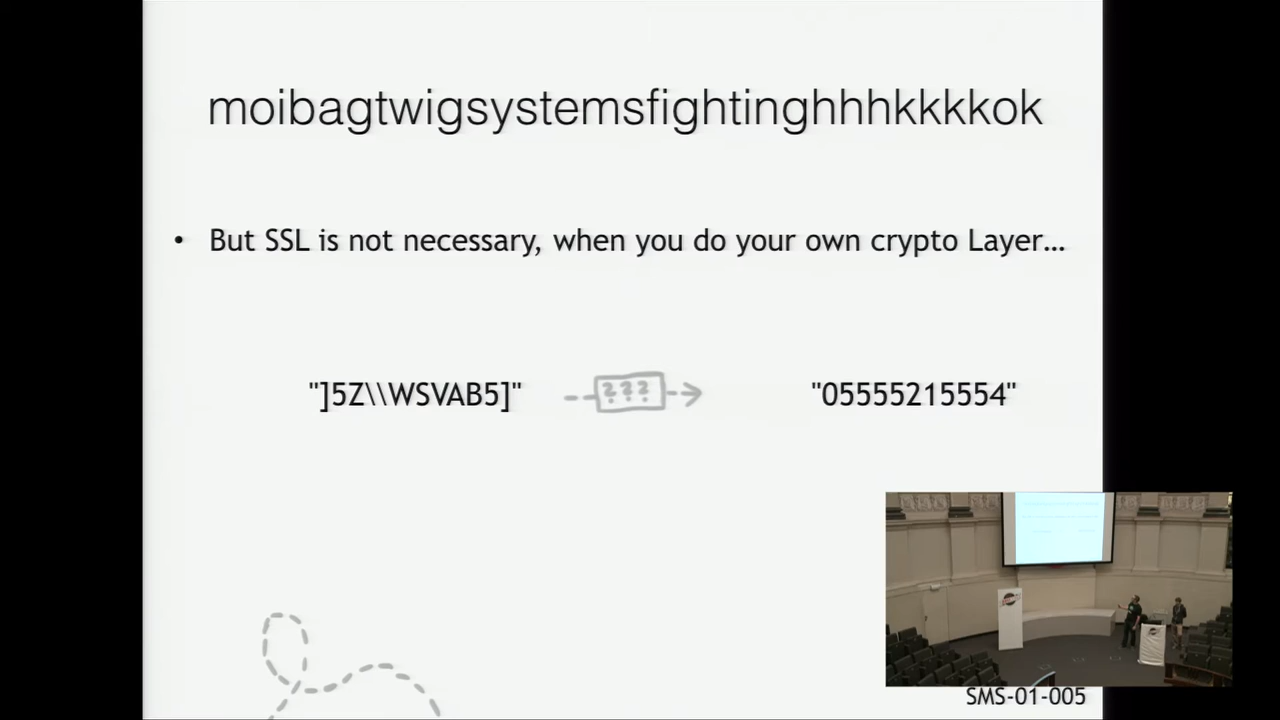 moibagtwigsystemsfightinghhhkkkkok
• But SSL is not necessary, when you do your own crypto Layer…
"]5Z\\WSVAB5]"
???
"05555215554"
SMS-01-005